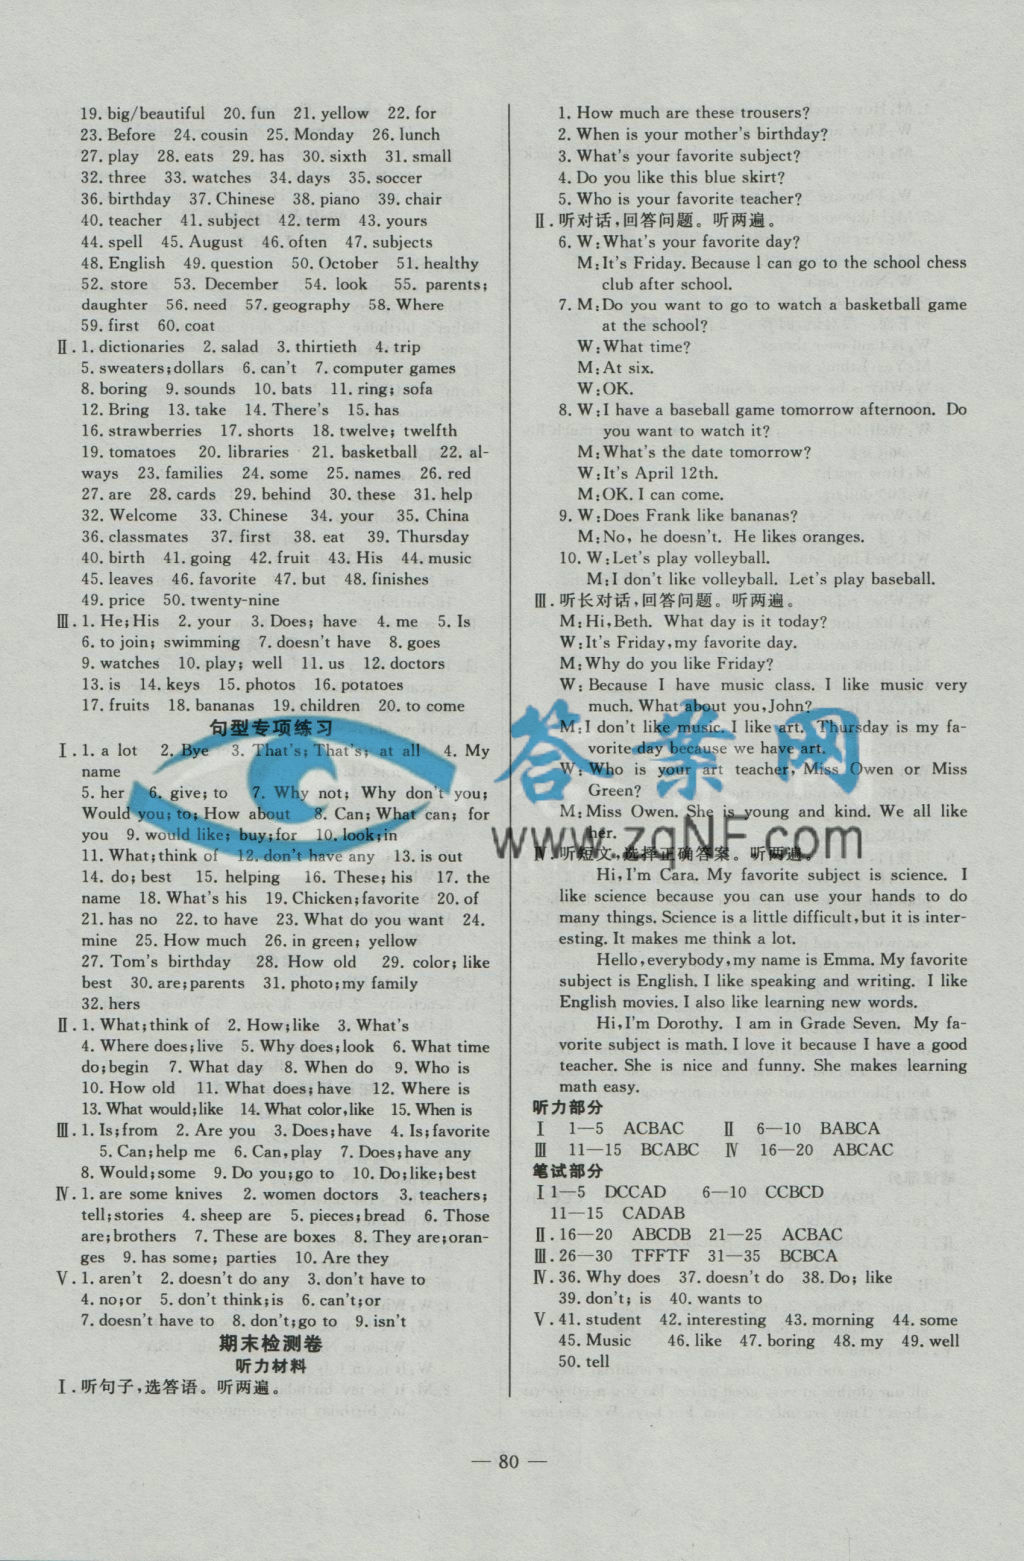 19. big/beautiful 20. fun 21. yellow 22. for
23. Before 24. cousin 25. Monday 26. lunch
27. play 28. eats 29. has 30. sixth 31. small
32. three 33. watches 34. days 35. soccer
36. birthday 37. Chinese 38. piano 39. chair
40. teacher 41. subject 42. term 43. yours
44. spell 45. August 46. often 47. subjects
48. English 49. question 50. October 51. healthy
52. store 53. December 54. look 55. parents;
daughter 56. need 57. geography 58. Where
59. first 60. coat
Ⅱ. 1. dictionaries 2. salad 3. thirtieth 4. trip
5. sweaters;dollars 6. can't 7. computer games
8. boring 9. sounds 10. bats 11. ring; sofa
12. Bring 13. take 14. There's 15. has
16. strawberries 17. shorts 18. twelve; twelfth
19. tomatoes 20. libraries 21. basketball 22. al-
ways 23. families 24. some 25. names 26. red
27. are 28. cards 29. behind 30. these 31. help
32. Welcome 33. Chinese 34. your 35. China
36. classmates 37. first 38. eat 39. Thursday
40. birth 41. going 42. fruit 43. His 44. music
45. leaves 46. favorite 47. but 48. finishes
49. price 50. twenty-nine
Ⅲ. 1. He;His 2. your 3. Does; have 4. me 5. Is
6. to join; swimming 7. doesn't have 8. goes
9. watches 10. play; well 11. us 12. doctors
13. is 14. keys 15. photos 16. potatoes
17. fruits 18. bananas 19. children 20. to come
句型专项练习
Ⅰ. 1. a lot 2. Bye 3. That's; That's; at all 4. My
name
5. her 6. give; to 7. Why not; Why don't you;
Would you; to; How about 8. Can; What can; for
you 9. would like; buy;for 10. look;in
11. What;think of 12. don't have any 13. is out
14. do; best 15. helping 16. These; his 17. the
name 18. What's his 19. Chicken;favorite 20. of
21. has no 22. to have 23. What do you want 24.
mine 25. How much 26. in green; yellow
27. Tom's birthday 28. How old 29. color; like
best 30. are;parents 31. photo;my family
32. hers
Ⅱ. 1. What;think of 2. How;like 3. What's
4. Where does;live 5. Why does;look 6. What time
do;begin 7. What day 8. When do 9. Who is
10. How old 11. What does;have 12. Where is
13. What would;like 14. What color,like 15. When is
Ⅲ. 1. Is;from 2. Are you 3. Does;have 4. Is;favorite
5. Can;help me 6. Can,play 7. Does;have any
8. Would;some 9. Do you;go to 10. Do;like;best
Ⅳ. 1. are some knives 2. women doctors 3. teachers;
tell;stories 4. sheep are 5. pieces;bread 6. Those
are;brothers 7. These are boxes 8. They are;oran-
ges 9. has some; parties 10. Are they
Ⅴ. 1. aren't 2. doesn't do any 3. don't have to
4. no;or 5. don't think;is 6. can't;or
7. doesn't have to 8. don't;go to 9. isn't
期末检测卷
听力材料
Ⅰ. 听句子,选答语。听两遍。
1. How much are these trousers?
2. When is your mother's birthday?
3. What's your favorite subject?
4. Do you like this blue skirt?
5. Who is your favorite teacher?
Ⅱ. 听对话,回答问题。听两遍。
6. W:What's your favorite day?
M:It's Friday. Because l can go to the school chess
club after school.
7. M:Do you want to go to watch a basketball game
at the school?
W:What time?
M:At six.
W:OK.
8. W:I have a baseball game tomorrow afternoon. Do
you want to watch it?
M:What's the date tomorrow?
W:It's April 12th.
M:OK. I can come.
9. W:Does Frank like bananas?
M:No, he doesn't. He likes oranges.
10. W:Let's play volleyball.
M:I don't like volleyball. Let's play baseball.
Ⅲ. 听长对话,回答问题。听两遍。
M:Hi,Beth. What day is it today?
W:It's Friday,my favorite day.
M:Why do you like Friday?
W:Because I have music class. I like music very
much. What about you,John?
M:I don't like music. I like art. Thursday is my fa-
vorite day because we have art.
W:Who is your art teacher, Miss Owen or Miss
Green?
M:Miss Owen. She is young and kind. We all like
her.
Ⅳ. 听短文,选择正确答案。听两遍。
Hi,I'm Cara. My favorite subject is science. I
like science because you can use your hands to do
many things. Science is a little difficult,but it is inter-
esting. It makes me think a lot.
Hello,everybody,my name is Emma. My favorite
subject is English. I like speaking and writing. I like
English movies. I also like learning new words.
Hi,I'm Dorothy. I am in Grade Seven. My fa-
vorite subject is math. I love it because I have a good
teacher. She is nice and funny. She makes learning
math easy.
听力部分
Ⅰ 1—5 ACBAC Ⅱ 6—10 BABCA
Ⅲ 11—15 BCABC Ⅳ 16—20 ABCAC
笔试部分
Ⅰ 1—5 DCCAD 6—10 CCBCD
11—15 CADAB
Ⅱ. 16—20 ABCDB 21—25 ACBAC
Ⅲ. 26—30 TFFTF 31—35 BCBCA
Ⅳ. 36. Why does 37. doesn't do 38. Do; like
39. don't; is 40. wants to
Ⅴ. 41. student 42. interesting 43. morning 44. some
45. Music 46. like 47. boring 48. my 49. well
50. tell
答案网
www.zqNF.com
— 80 —